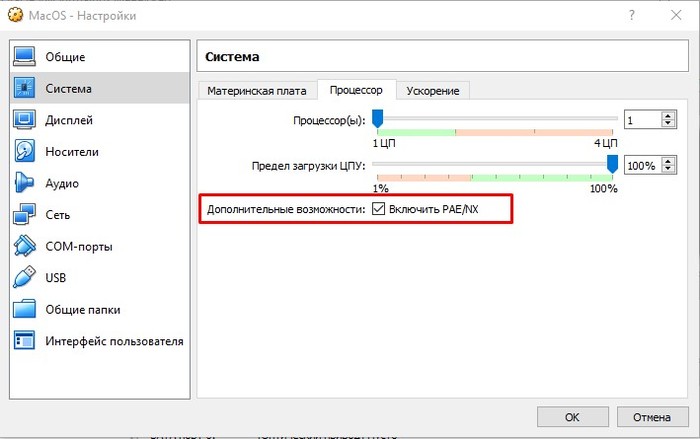 MacOS - Настройки
Общие
Система
Дисплей
Носители
Аудио
Сеть
COM-порты
USB
Общие папки
Интерфейс пользователя
Система
Материнская плата Процессор Ускорение
Процессор(ы): 1
1 ЦП 4 ЦП
Предел загрузки ЦПУ: 100%
1% 100%
Дополнительные возможности: Включить PAE/NX
OK Отмена